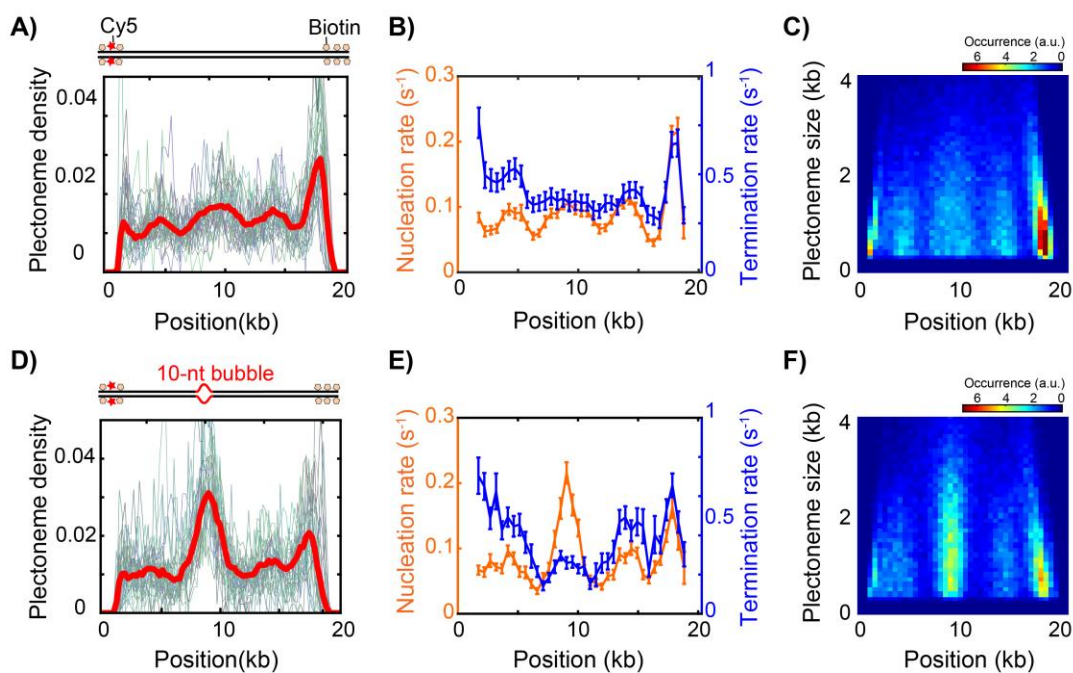 A)
Cy5
Biotin
Plectoneme density
0.04
0.02
0
0
10
20
Position(kb)
B)
Nucleation rate (s⁻¹)
0.3
0.2
0.1
0
Termination rate (s⁻¹)
1
0.5
0
0
10
20
Position (kb)
C)
Occurrence (a.u.)
6 4 2 0
Plectoneme size (kb)
4
2
0
0
10
20
Position (kb)
D)
10-nt bubble
Plectoneme density
0.04
0.02
0
0
10
20
Position(kb)
E)
Nucleation rate (s⁻¹)
0.3
0.2
0.1
0
Termination rate (s⁻¹)
1
0.5
0
0
10
20
Position (kb)
F)
Occurrence (a.u.)
6 4 2 0
Plectoneme size (kb)
4
2
0
0
10
20
Position (kb)